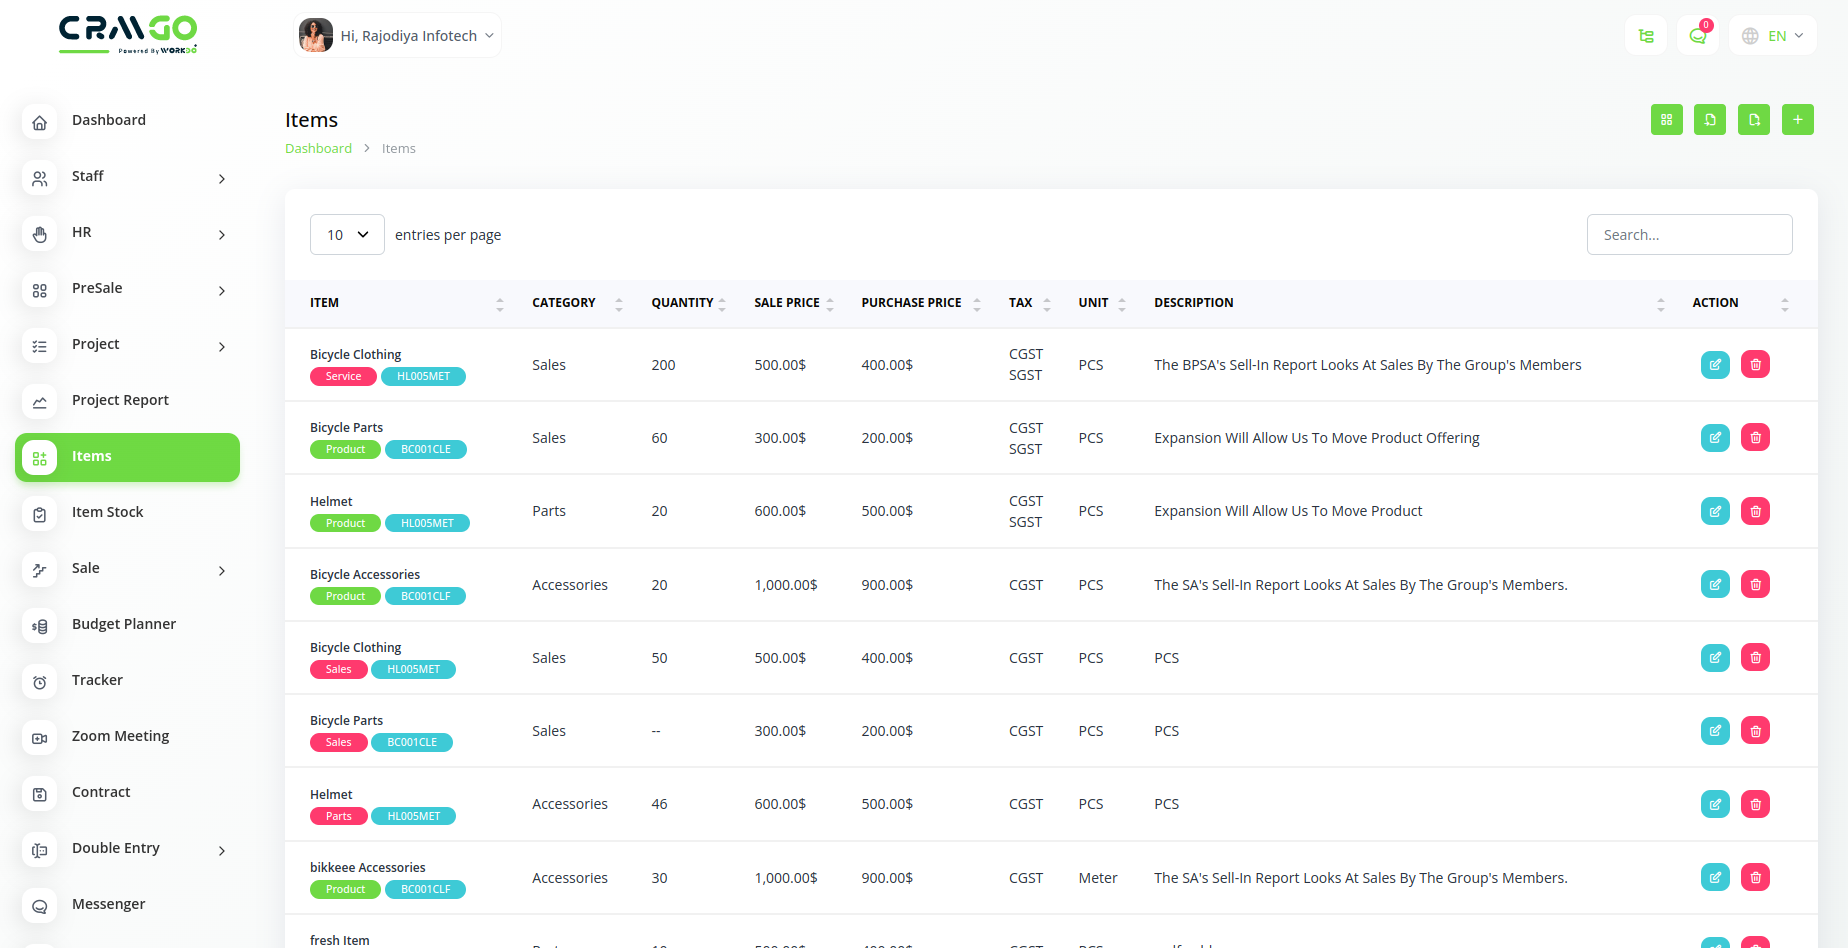 CRMGO
Powered By WORKDO
Hi, Rajodiya Infotech
0
EN
Dashboard
Staff
HR
PreSale
Project
Project Report
Items
Item Stock
Sale
Budget Planner
Tracker
Zoom Meeting
Contract
Double Entry
Messenger
Items
Dashboard > Items
10 entries per page
Search...
ITEM CATEGORY QUANTITY SALE PRICE PURCHASE PRICE TAX UNIT DESCRIPTION ACTION
Bicycle Clothing
Service HL005MET
Sales 200 500.00$ 400.00$ CGST
SGST
PCS The BPSA's Sell-In Report Looks At Sales By The Group's Members
Bicycle Parts
Product BC001CLE
Sales 60 300.00$ 200.00$ CGST
SGST
PCS Expansion Will Allow Us To Move Product Offering
Helmet
Product HL005MET
Parts 20 600.00$ 500.00$ CGST
SGST
PCS Expansion Will Allow Us To Move Product
Bicycle Accessories
Product BC001CLF
Accessories 20 1,000.00$ 900.00$ CGST PCS The SA's Sell-In Report Looks At Sales By The Group's Members.
Bicycle Clothing
Sales HL005MET
Sales 50 500.00$ 400.00$ CGST PCS PCS
Bicycle Parts
Sales BC001CLE
Sales -- 300.00$ 200.00$ CGST PCS PCS
Helmet
Parts HL005MET
Accessories 46 600.00$ 500.00$ CGST PCS PCS
bikkeee Accessories
Product BC001CLF
Accessories 30 1,000.00$ 900.00$ CGST Meter The SA's Sell-In Report Looks At Sales By The Group's Members.
fresh Item